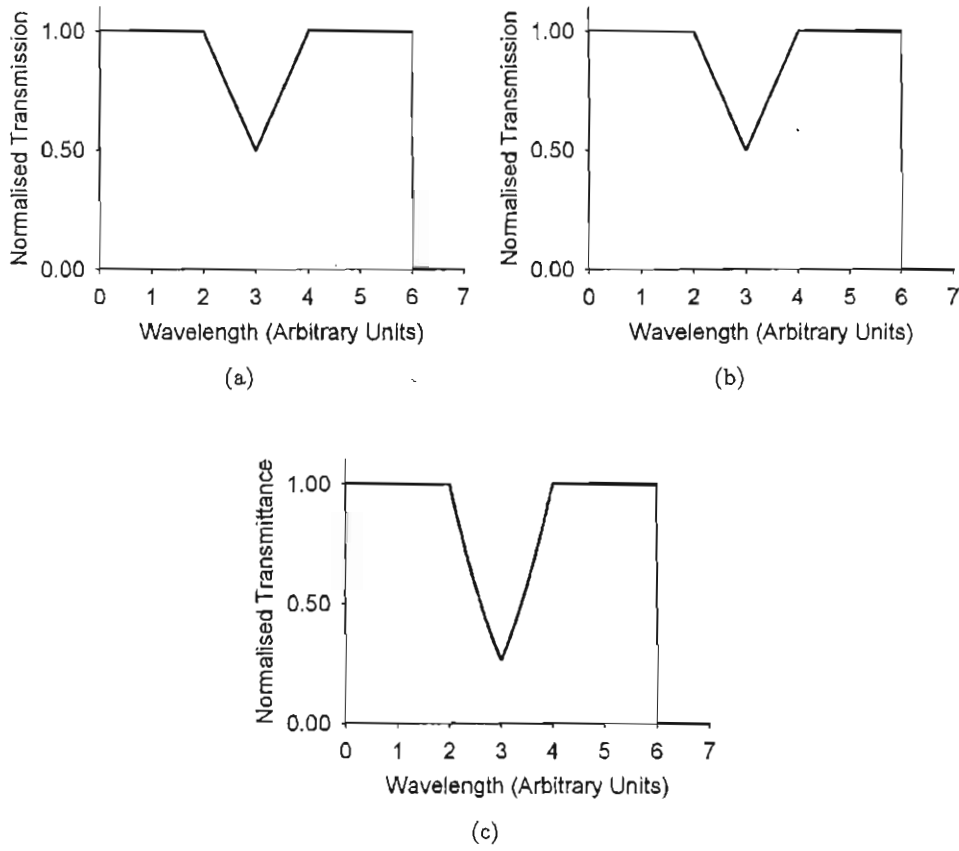 Normalised Transmission
1.00
0.50
0.00
0 1 2 3 4 5 6 7
Wavelength (Arbitrary Units)
(a)
Normalised Transmission
1.00
0.50
0.00
0 1 2 3 4 5 6 7
Wavelength (Arbitrary Units)
(b)
Normalised Transmittance
1.00
0.50
0.00
0 1 2 3 4 5 6 7
Wavelength (Arbitrary Units)
(c)